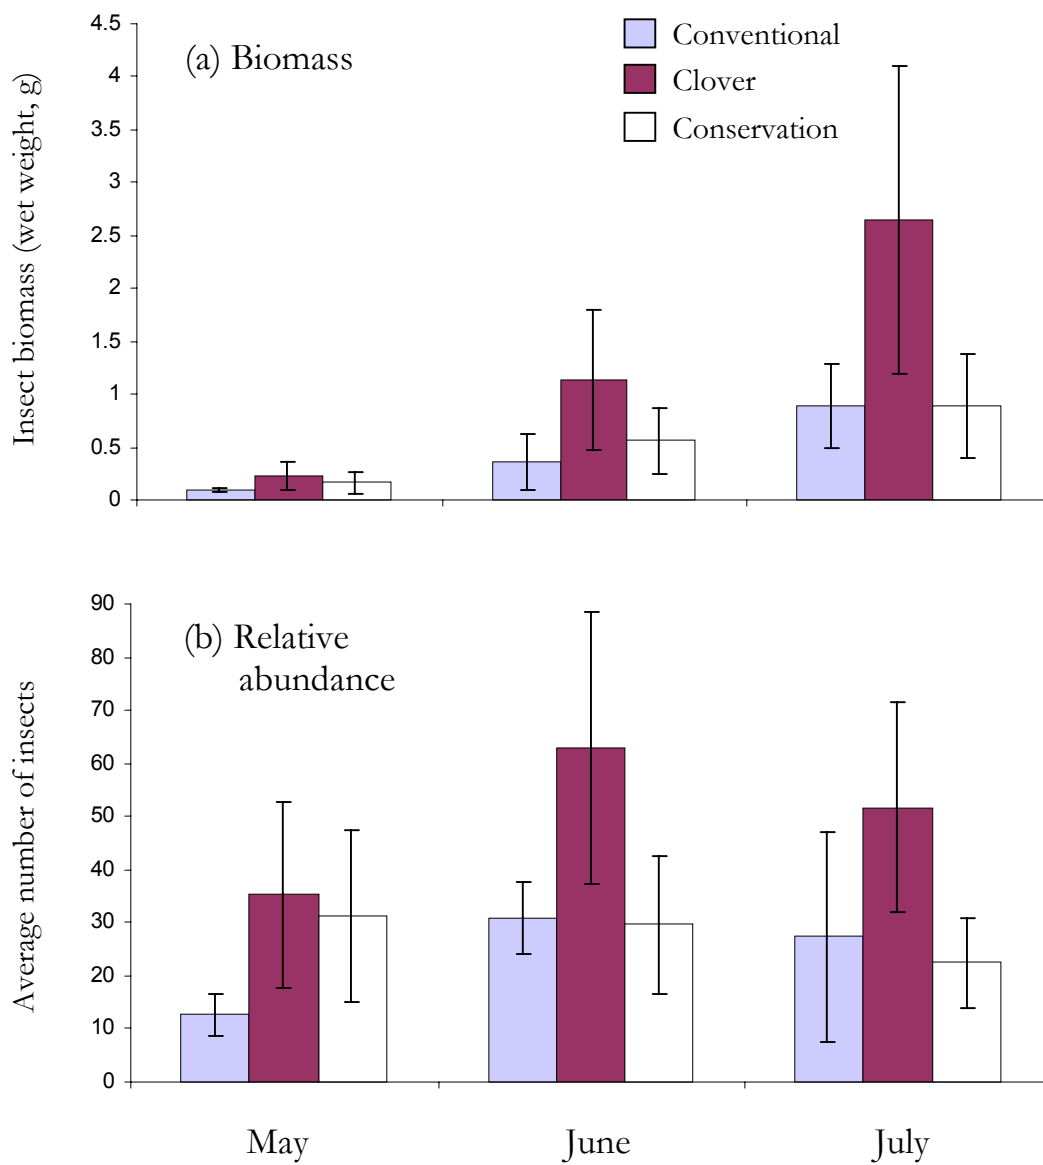 (a) Biomass
Conventional
Clover
Conservation
Insect biomass (wet weight, g)
4.5
4
3.5
3
2.5
2
1.5
1
0.5
0
(b) Relative
abundance
Average number of insects
90
80
70
60
50
40
30
20
10
0
May June July